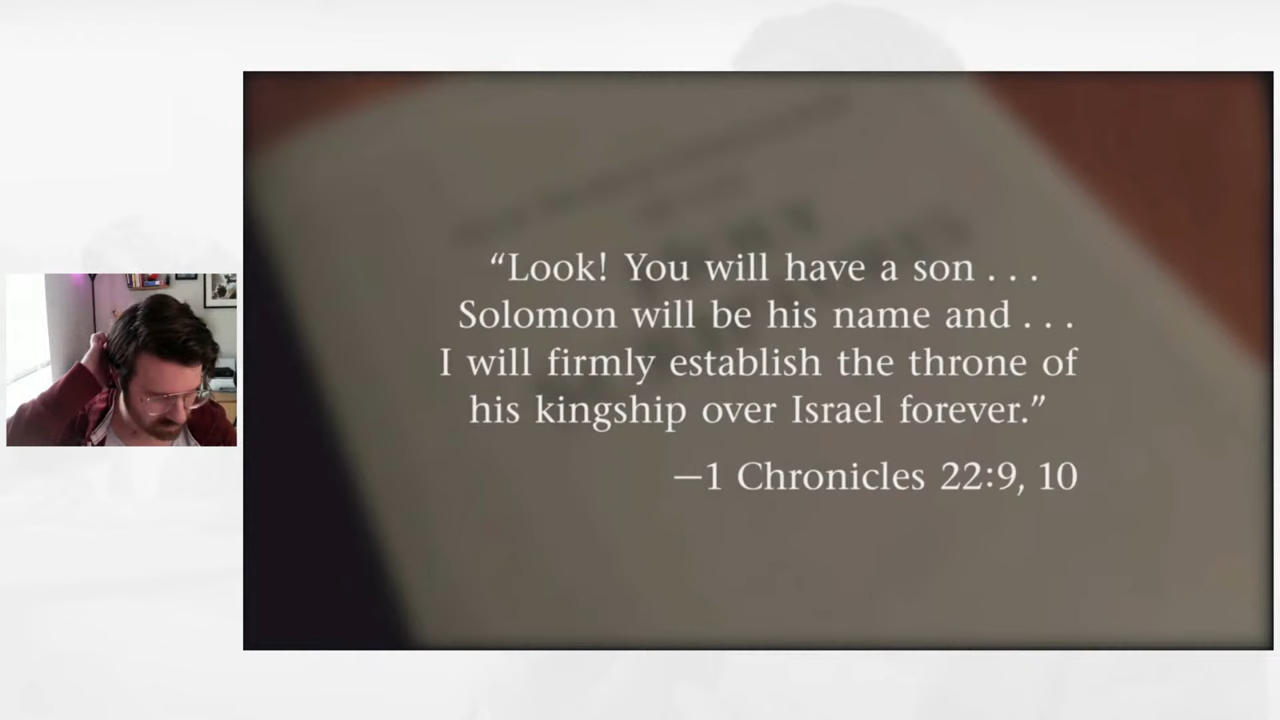 “Look! You will have a son . . .
Solomon will be his name and . . .
I will firmly establish the throne of
his kingship over Israel forever.”
—1 Chronicles 22:9, 10